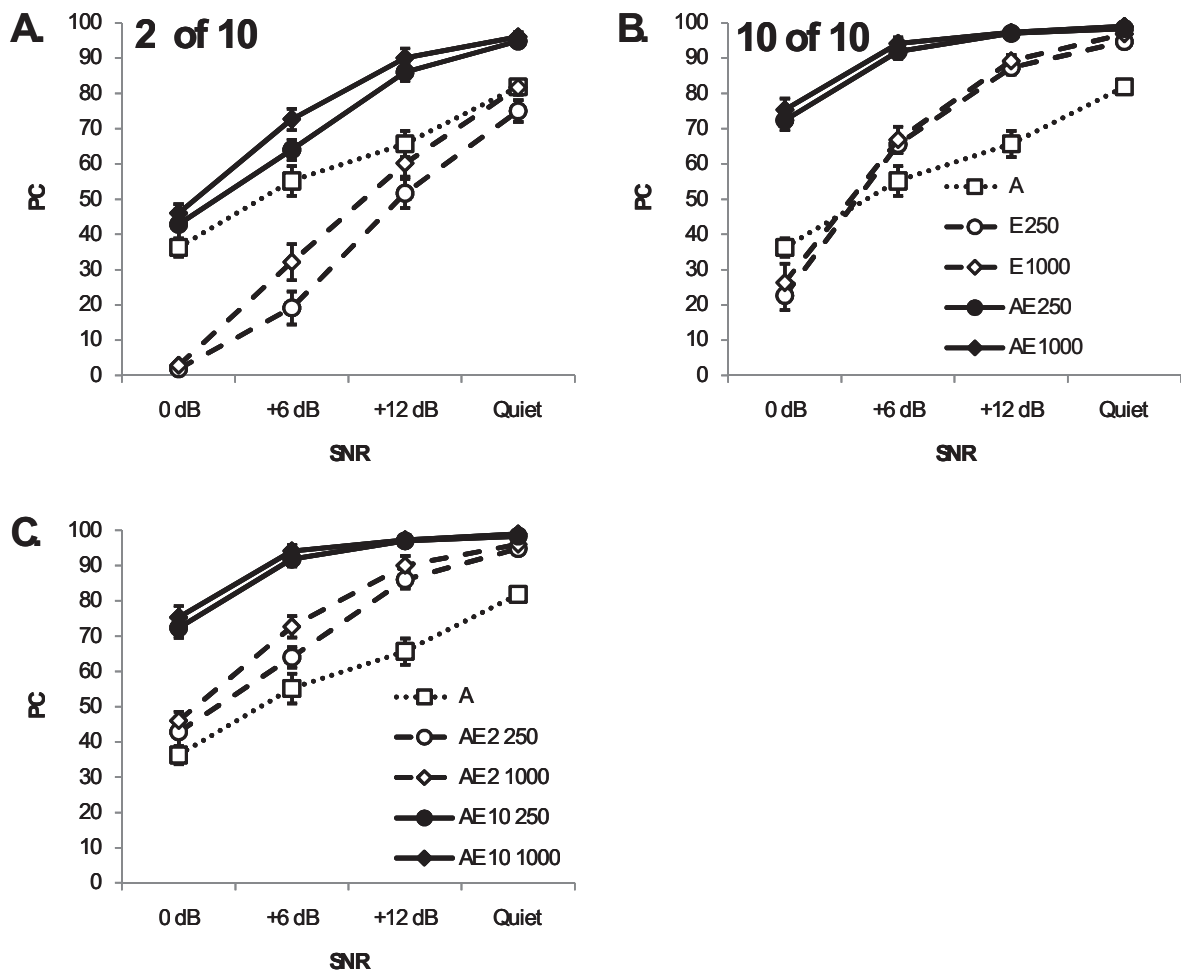 A.
2 of 10
100
90
80
70
60
50
40
30
20
10
0
PC
0 dB
+6 dB
+12 dB
Quiet
SNR
B.
10 of 10
100
90
80
70
60
50
40
30
20
10
0
PC
A
E250
E1000
AE250
AE1000
0 dB
+6 dB
+12 dB
Quiet
SNR
C.
100
90
80
70
60
50
40
30
20
10
0
PC
A
AE2 250
AE2 1000
AE10 250
AE10 1000
0 dB
+6 dB
+12 dB
Quiet
SNR